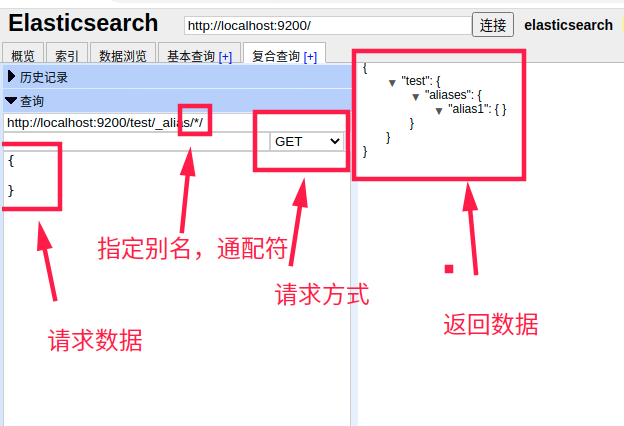 Elasticsearch
http://localhost:9200/
连接
elasticsearch
概览
索引
数据浏览
基本查询 [+]
复合查询 [+]
历史记录
查询
http://localhost:9200/test/_alias/*/
GET
{
}
{
"test": {
"aliases": {
"alias1": { }
}
}
}
指定别名，通配符
请求方式
请求数据
返回数据